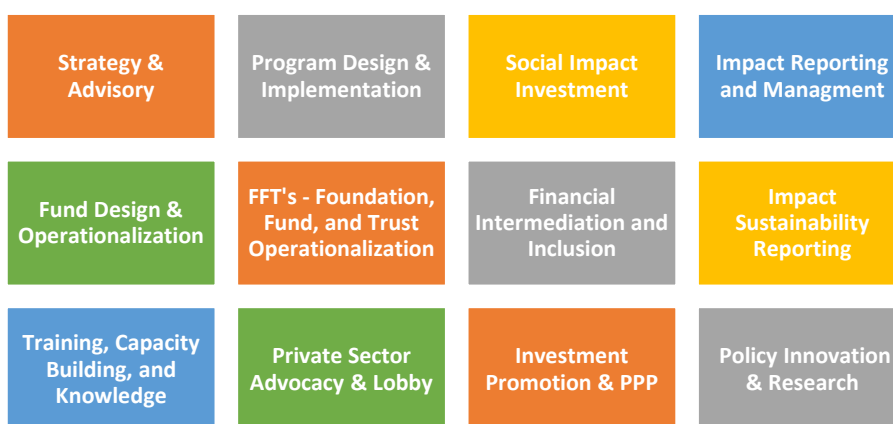 Strategy &
Advisory
Program Design &
Implementation
Social Impact
Investment
Impact Reporting
and Managment
Fund Design &
Operationalization
FFT's - Foundation,
Fund, and Trust
Operationalization
Financial
Intermediation and
Inclusion
Impact
Sustainability
Reporting
Training, Capacity
Building, and
Knowledge
Private Sector
Advocacy & Lobby
Investment
Promotion & PPP
Policy Innovation
& Research